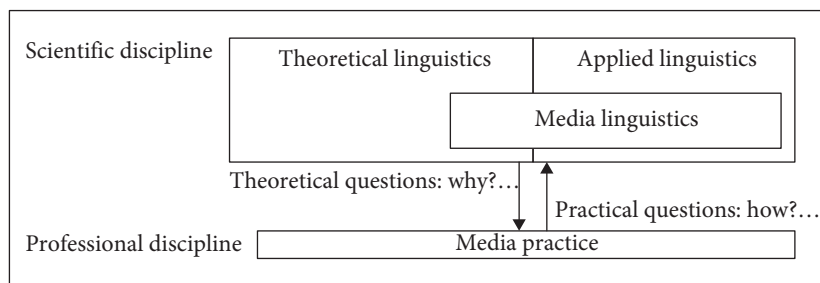 Scientific discipline
Theoretical linguistics
Applied linguistics
Media linguistics
Theoretical questions: why?…
Practical questions: how?…
Professional discipline
Media practice